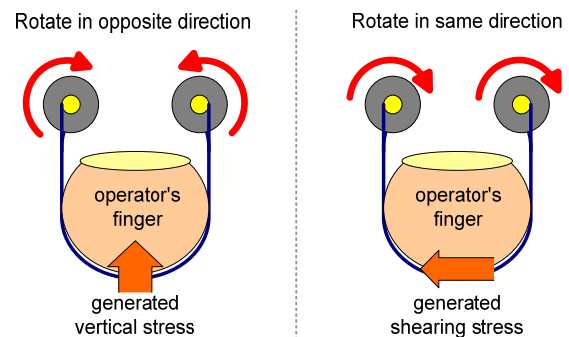 Rotate in opposite direction
operator's
finger
generated
vertical stress
Rotate in same direction
operator's
finger
generated
shearing stress